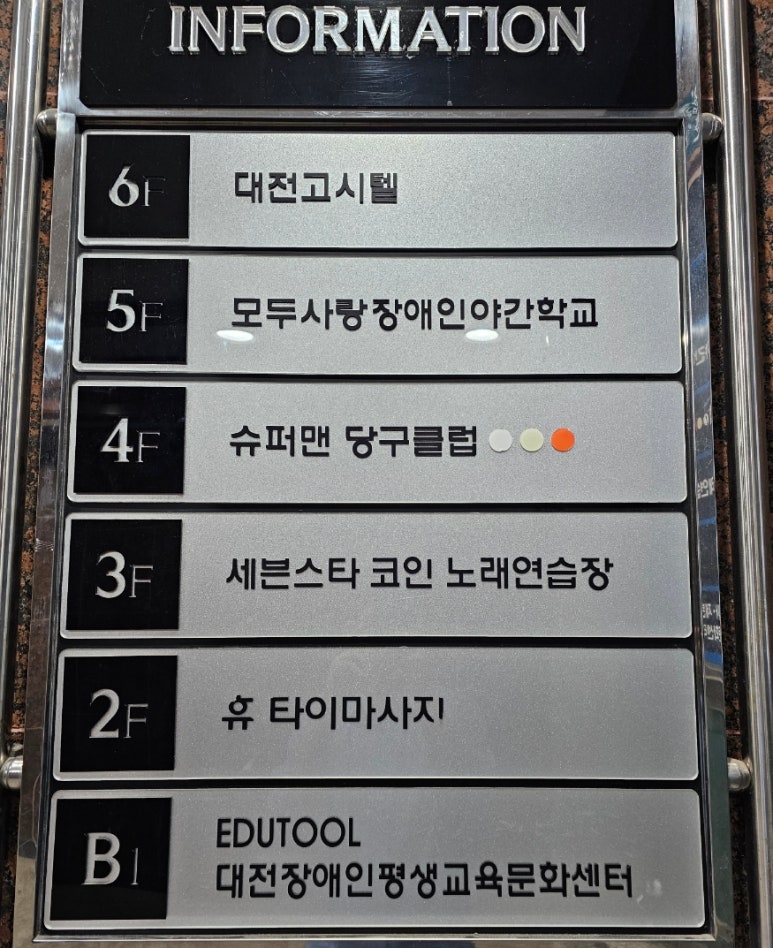 INFORMATION
6F 대전고시텔
5F 모두사랑장애인야간학교
4F 슈퍼맨 당구클럽
3F 세븐스타 코인 노래연습장
2F 휴 타이마사지
B1 EDUTOOL
대전장애인평생교육문화센터